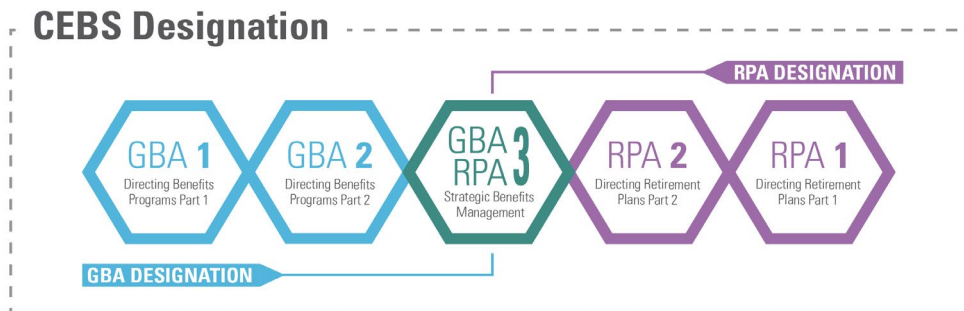 CEBS Designation
RPA DESIGNATION
GBA 1
Directing Benefits
Programs Part 1
GBA 2
Directing Benefits
Programs Part 2
GBA
RPA 3
Strategic Benefits
Management
RPA 2
Directing Retirement
Plans Part 2
RPA 1
Directing Retirement
Plans Part 1
GBA DESIGNATION